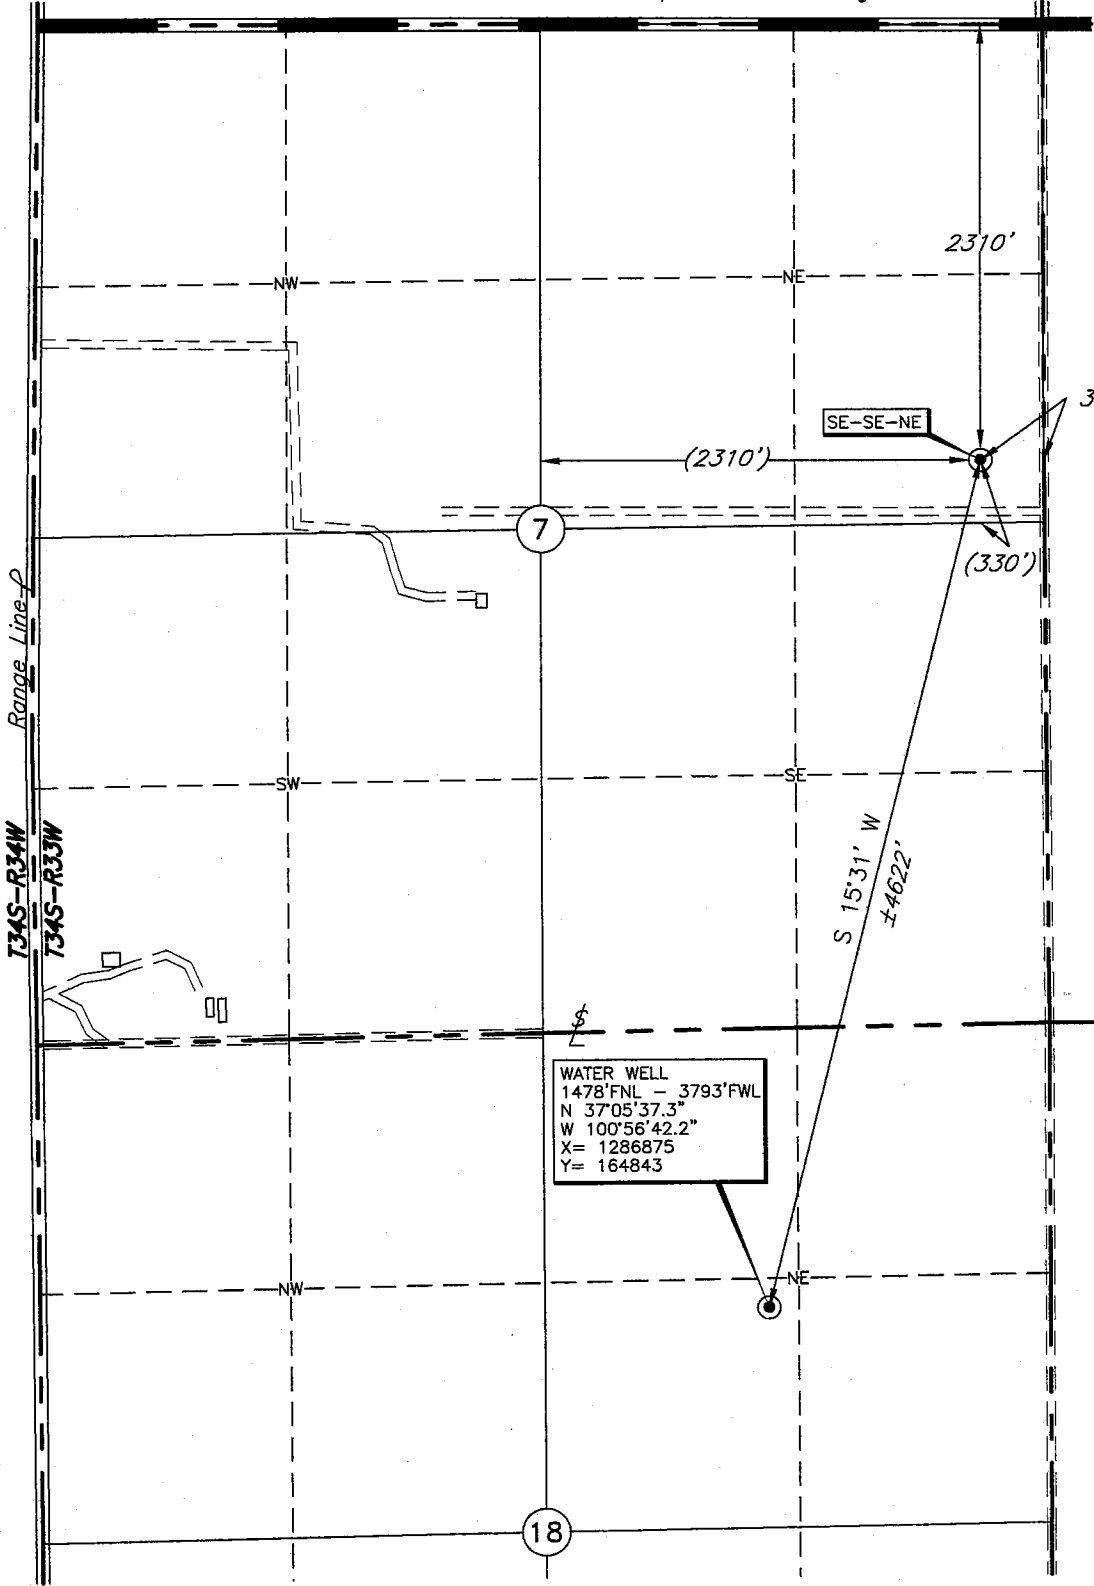 2310'
NW
NE
3
SE-SE-NE
(2310')
7
(330')
Range Line
SW
SE
T34S-R34W
T34S-R33W
S 15°31' W
±4622'
WATER WELL
1478'FNL - 3793'FWL
N 37°05'37.3"
W 100°56'42.2"
X= 1286875
Y= 164843
NW
NE
18